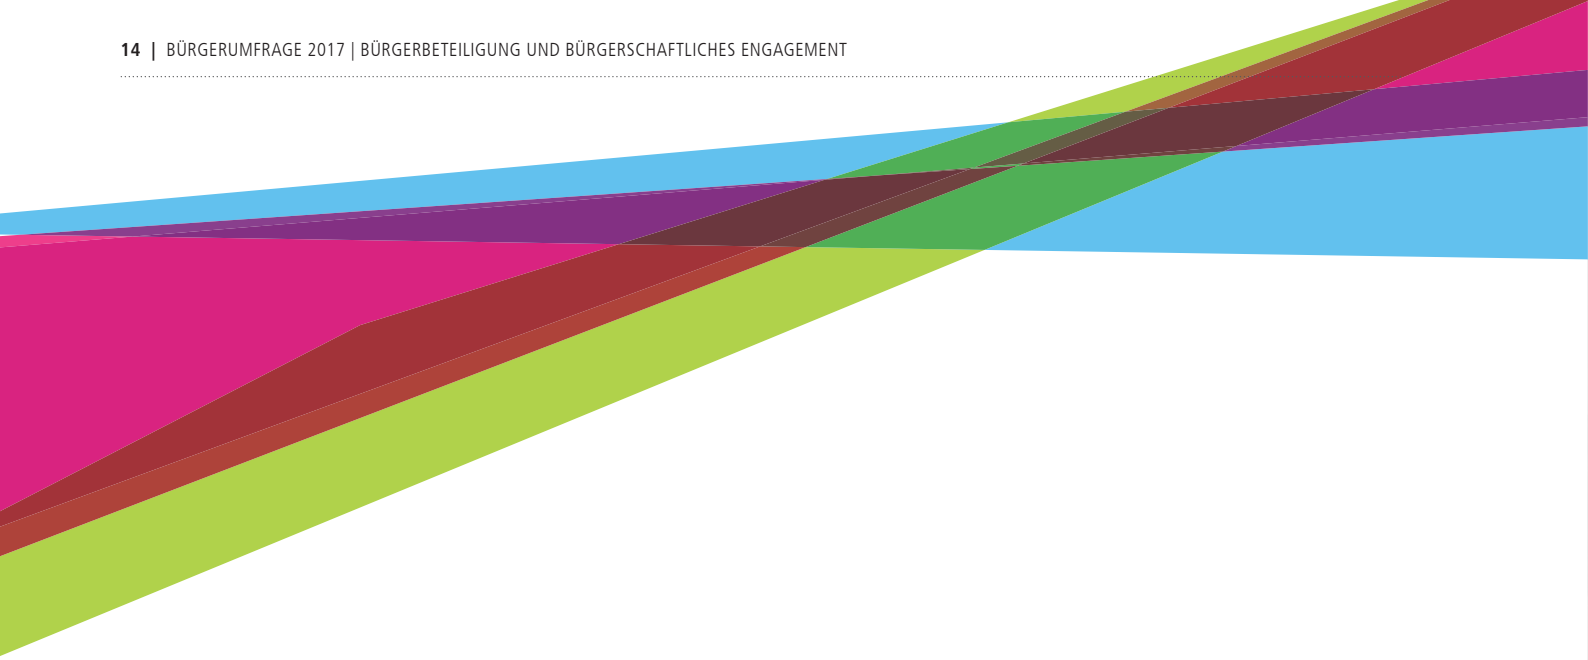 14 | BÜRGERUMFRAGE 2017 | BÜRGERBETEILIGUNG UND BÜRGERSCHAFTLICHES ENGAGEMENT